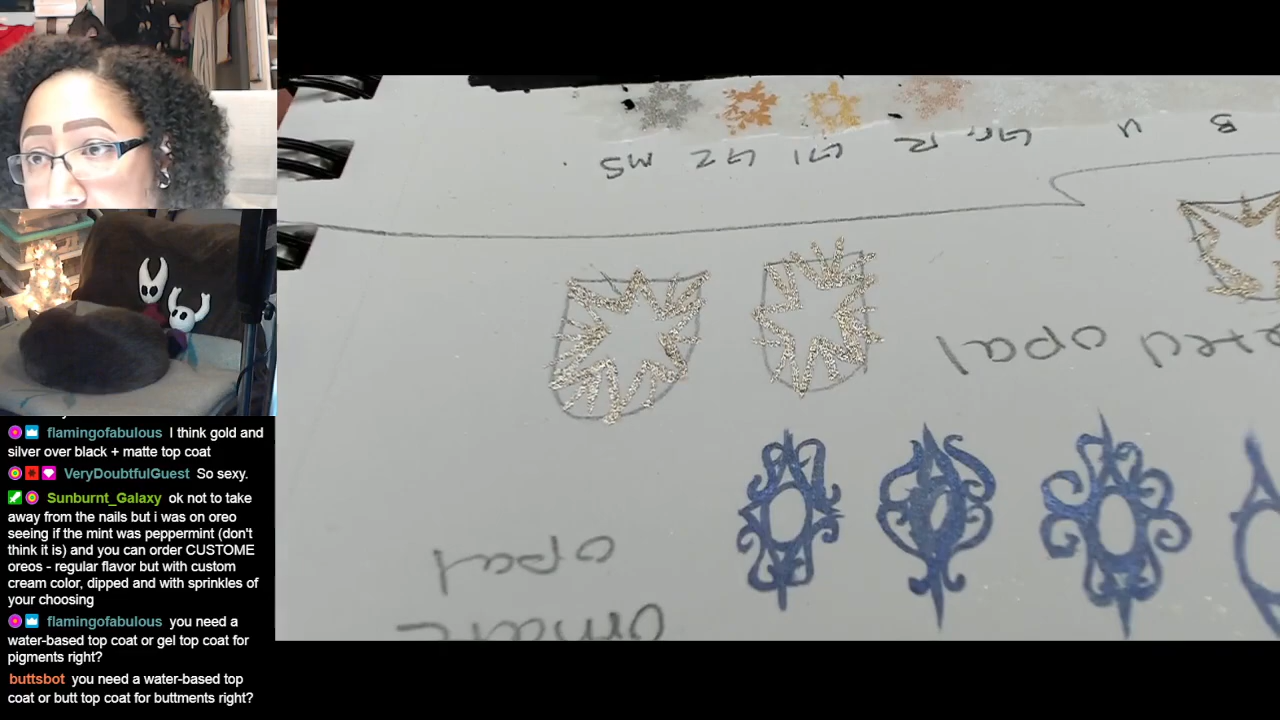 flamingofabulous I think gold and
silver over black + matte top coat
VeryDoubtfulGuest So sexy.
Sunburnt_Galaxy ok not to take
away from the nails but i was on oreo
seeing if the mint was peppermint (don't
think it is) and you can order CUSTOME
oreos - regular flavor but with custom
cream color, dipped and with sprinkles of
your choosing
flamingofabulous you need a
water-based top coat or gel top coat for
pigments right?
buttsbot you need a water-based top
coat or butt top coat for buttments right?
B U R G1 G2 MS
opal
ornate
opal